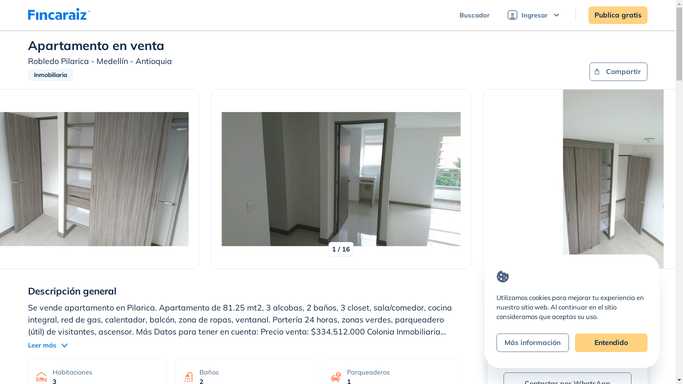 Fincaraiz
Buscador
Ingresar
Publica gratis
Apartamento en venta
Robledo Pilarica - Medellín - Antioquia
Inmobiliaria
Compartir
1 / 16
Descripción general
Se vende apartamento en Pilarica. Apartamento de 81.25 mt2, 3 alcobas, 2 baños, 3 closet, sala/comedor, cocina
integral, red de gas, calentador, balcón, zona de ropas, ventanal. Portería 24 horas, zonas verdes, parqueadero
(útil) de visitantes, ascensor. Más Datos para tener en cuenta: Precio venta: $334.512.000 Colonia Inmobiliaria...
Leer más
Habitaciones
3
Baños
2
Parqueaderos
1
Utilizamos cookies para mejorar tu experiencia en
nuestro sitio web. Al continuar en el sitio
consideramos que aceptas su uso.
Más información
Entendido
Contactar por WhatsApp